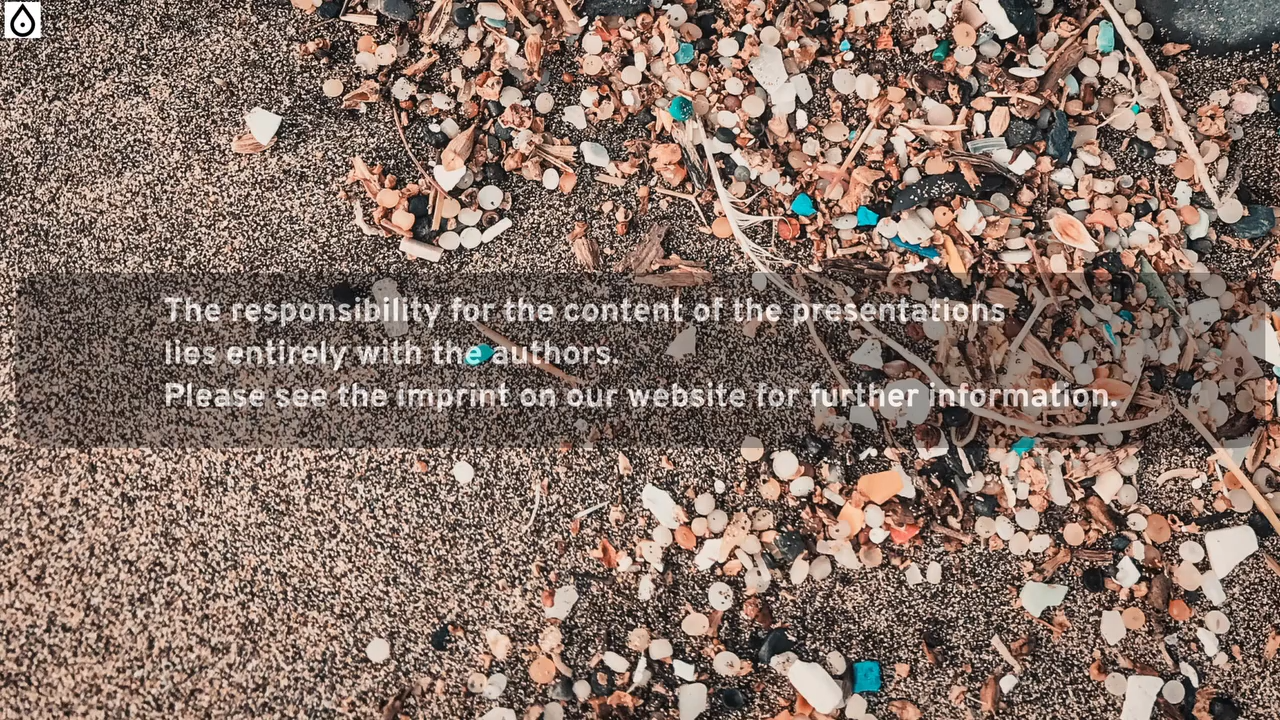 The responsibility for the content of the presentations
lies entirely with the authors.
Please see the imprint on our website for further information.